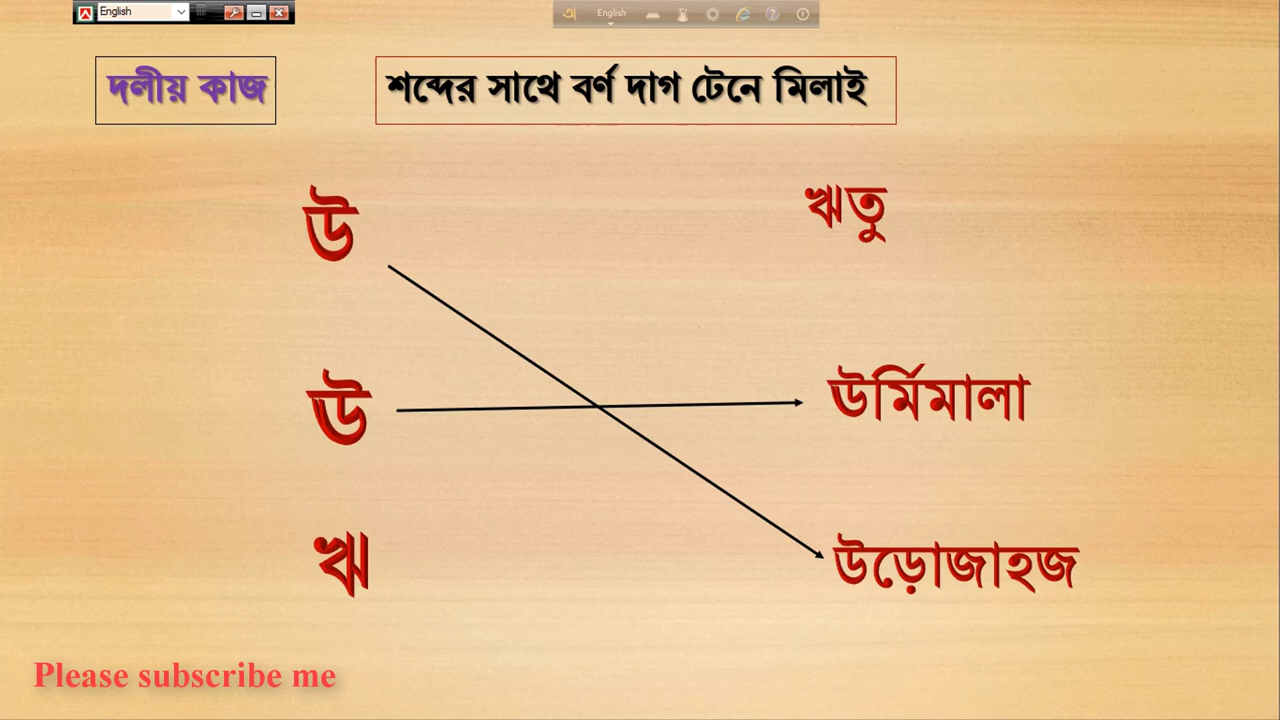 English
অ English
দলীয় কাজ
শব্দের সাথে বর্ণ দাগ টেনে মিলাই
উ
ঋতু
ঊ
ঊর্মিমালা
ঋ
উড়োজাহজ
Please subscribe me